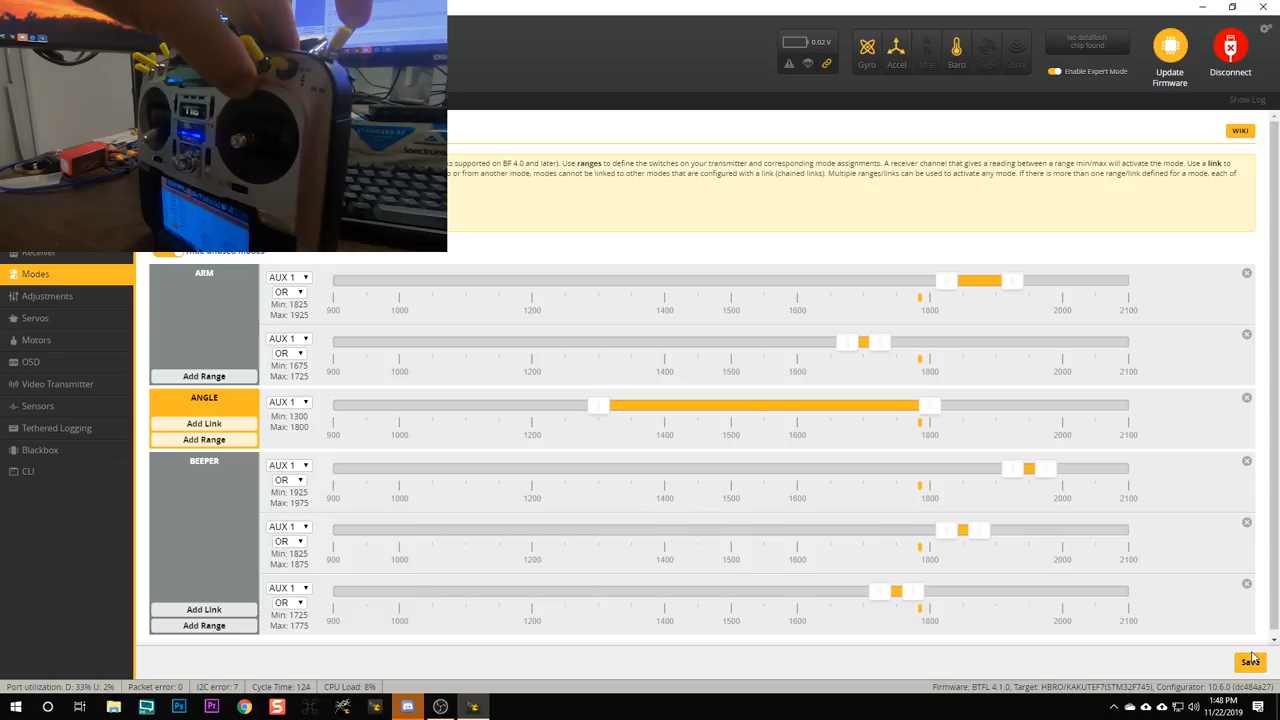 0.02 V
Gyro
Accel
Mag
Baro
GPS
Sonar
No dataflash
chip found
Enable Expert Mode
Update
Firmware
Disconnect
Show Log
WIKI
s supported on BF 4.0 and later). Use ranges to define the switches on your transmitter and corresponding mode assignments. A receiver channel that gives a reading between a range min/max will activate the mode. Use a link to
o or from another mode, modes cannot be linked to other modes that are configured with a link (chained links). Multiple ranges/links can be used to activate any mode. If there is more than one range/link defined for a mode, each of
Receiver
Modes
Adjustments
Servos
Motors
OSD
Video Transmitter
Sensors
Tethered Logging
Blackbox
CLI
ARM
AUX 1
OR
Min: 1825
Max: 1925
900 1000 1200 1400 1500 1600 1800 2000 2100
AUX 1
OR
Min: 1675
Max: 1725
900 1000 1200 1400 1500 1600 1800 2000 2100
Add Range
ANGLE
AUX 1
Min: 1300
Max: 1800
900 1000 1200 1400 1500 1600 1800 2000 2100
Add Link
Add Range
BEEPER
AUX 1
OR
Min: 1925
Max: 1975
900 1000 1200 1400 1500 1600 1800 2000 2100
AUX 1
OR
Min: 1825
Max: 1875
900 1000 1200 1400 1500 1600 1800 2000 2100
AUX 1
OR
Min: 1725
Max: 1775
900 1000 1200 1400 1500 1600 1800 2000 2100
Add Link
Add Range
Save
Port utilization: D: 33% U: 2%
Packet error: 0
I2C error: 7
Cycle Time: 124
CPU Load: 8%
Firmware: BTFL 4.1.0, Target: HBRO/KAKUTEF7(STM32F745), Configurator: 10.6.0 (dc484a27)
1:48 PM
11/22/2019